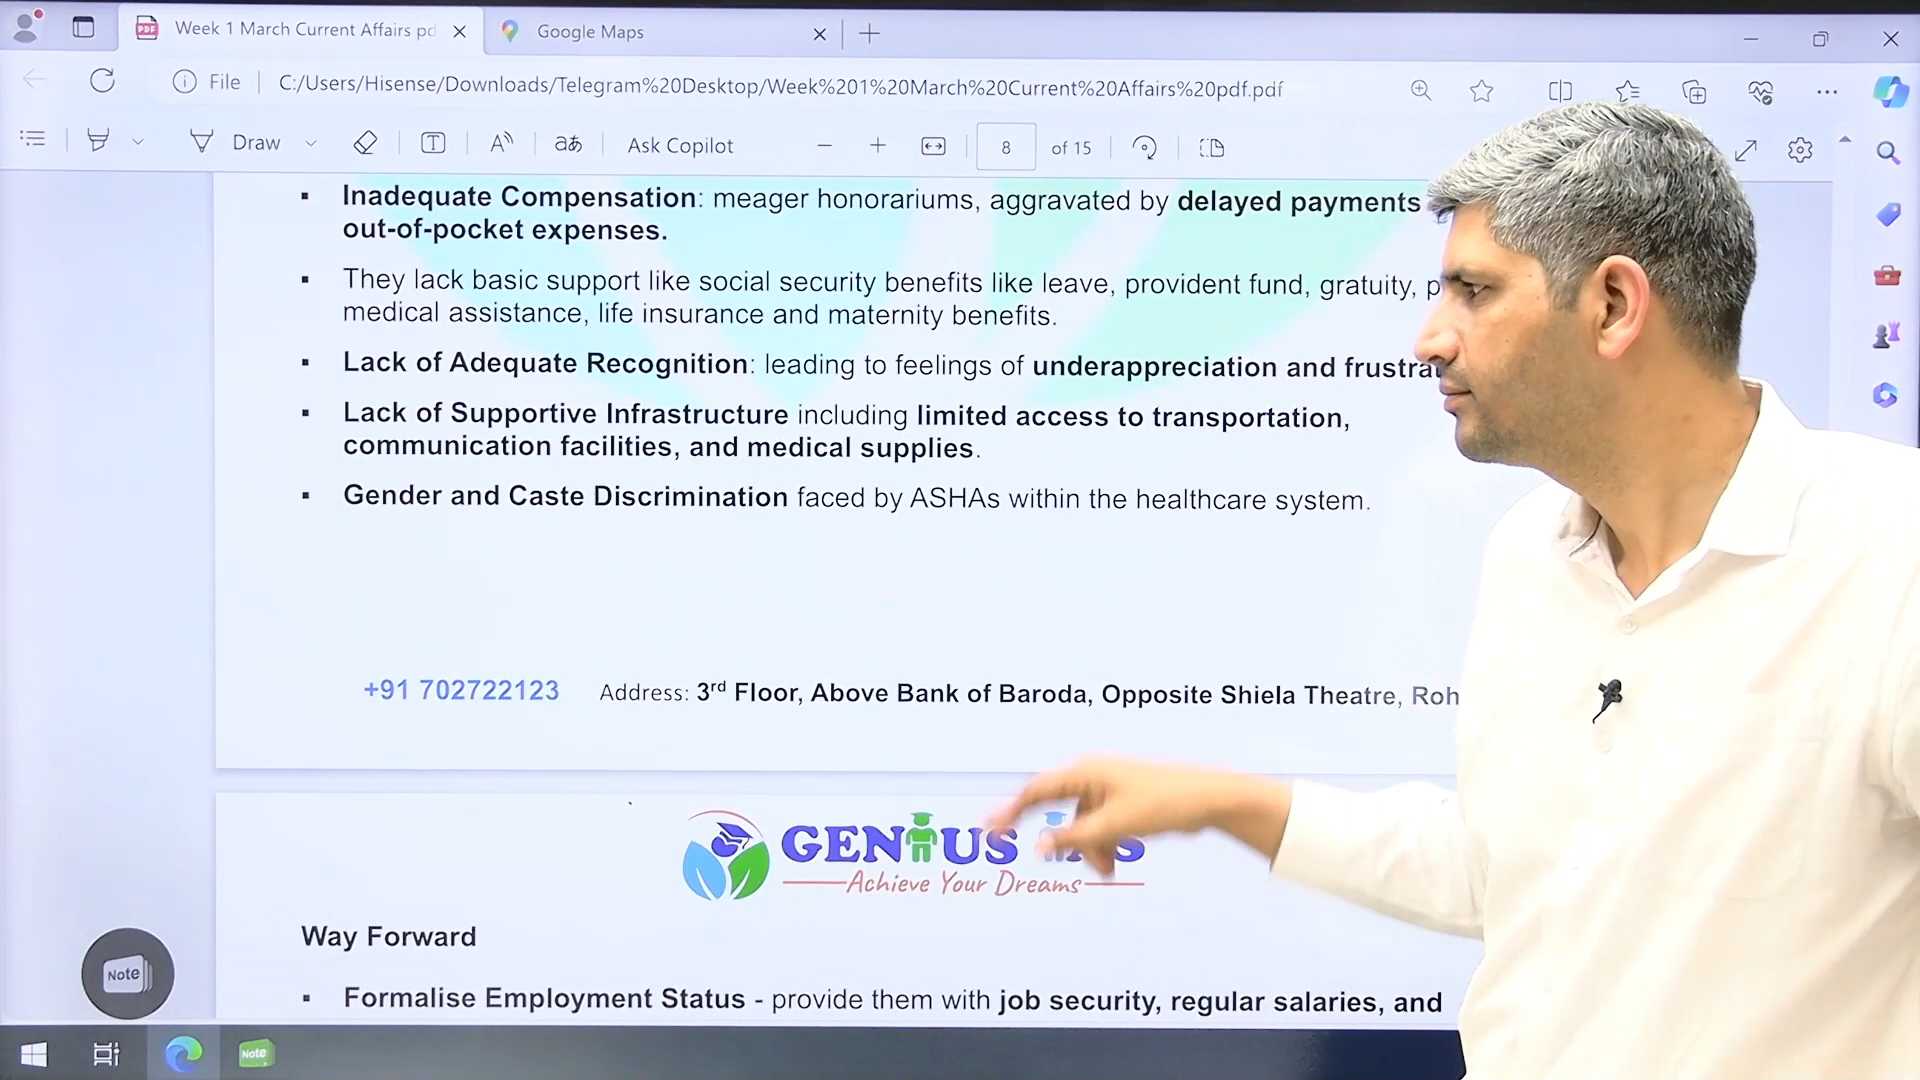 Week 1 March Current Affairs pd
Google Maps
File
C:/Users/Hisense/Downloads/Telegram%20Desktop/Week%201%20March%20Current%20Affairs%20pdf.pdf
Draw
T
aあ
Ask Copilot
8
of 15
Inadequate Compensation: meager honorariums, aggravated by delayed payments
out-of-pocket expenses.
They lack basic support like social security benefits like leave, provident fund, gratuity, p
medical assistance, life insurance and maternity benefits.
Lack of Adequate Recognition: leading to feelings of underappreciation and frustra
Lack of Supportive Infrastructure including limited access to transportation,
communication facilities, and medical supplies.
Gender and Caste Discrimination faced by ASHAs within the healthcare system.
+91 702722123 Address: 3rd Floor, Above Bank of Baroda, Opposite Shiela Theatre, Roh
GENIUS IAS
Achieve Your Dreams
Way Forward
Note
Formalise Employment Status - provide them with job security, regular salaries, and
Note